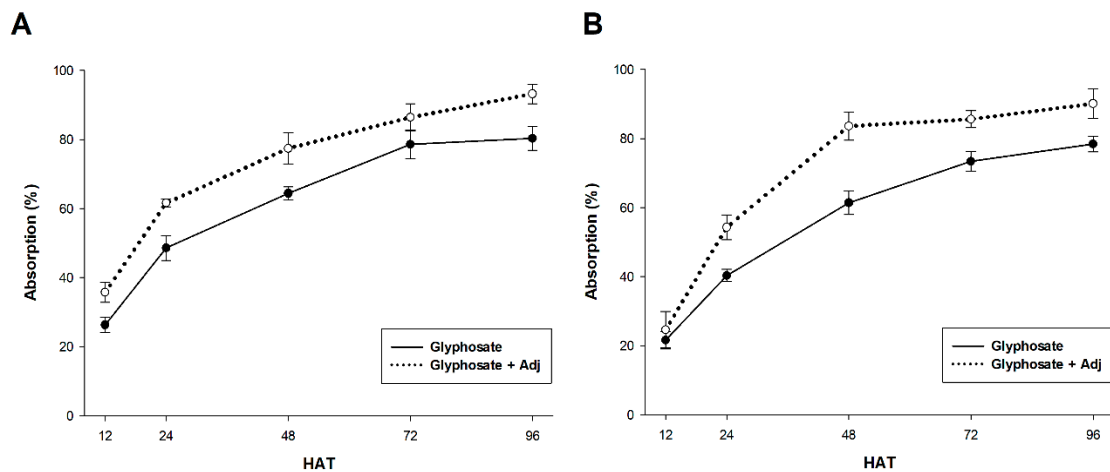 A
100
80
60
40
20
0
Absorption (%)
12 24 48 72 96
HAT
Glyphosate
Glyphosate + Adj
B
100
80
60
40
20
0
Absorption (%)
12 24 48 72 96
HAT
Glyphosate
Glyphosate + Adj